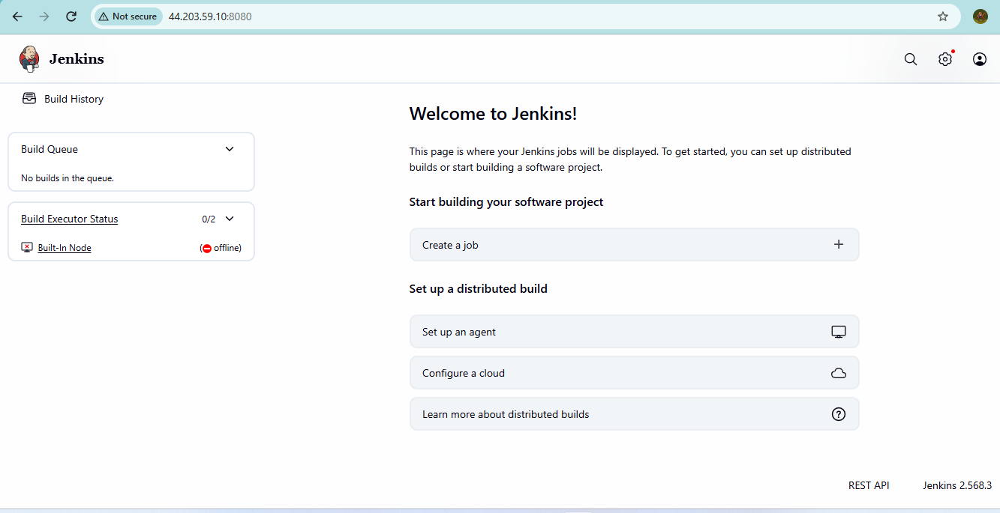 Not secure
44.203.59.10:8080
Jenkins
Build History
Build Queue
No builds in the queue.
Build Executor Status 0/2
Built-In Node (offline)
Welcome to Jenkins!
This page is where your Jenkins jobs will be displayed. To get started, you can set up distributed
builds or start building a software project.
Start building your software project
Create a job
Set up a distributed build
Set up an agent
Configure a cloud
Learn more about distributed builds
REST API
Jenkins 2.568.3